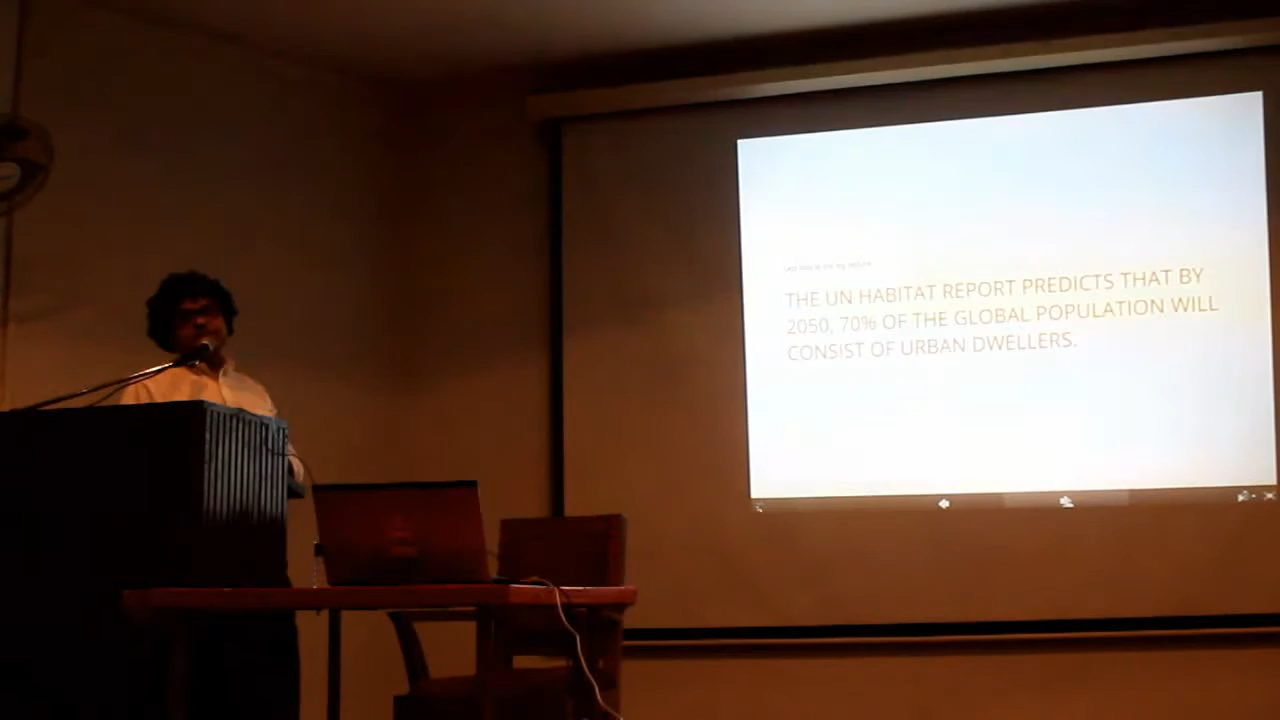 THE UN HABITAT REPORT PREDICTS THAT BY
2050, 70% OF THE GLOBAL POPULATION WILL
CONSIST OF URBAN DWELLERS.